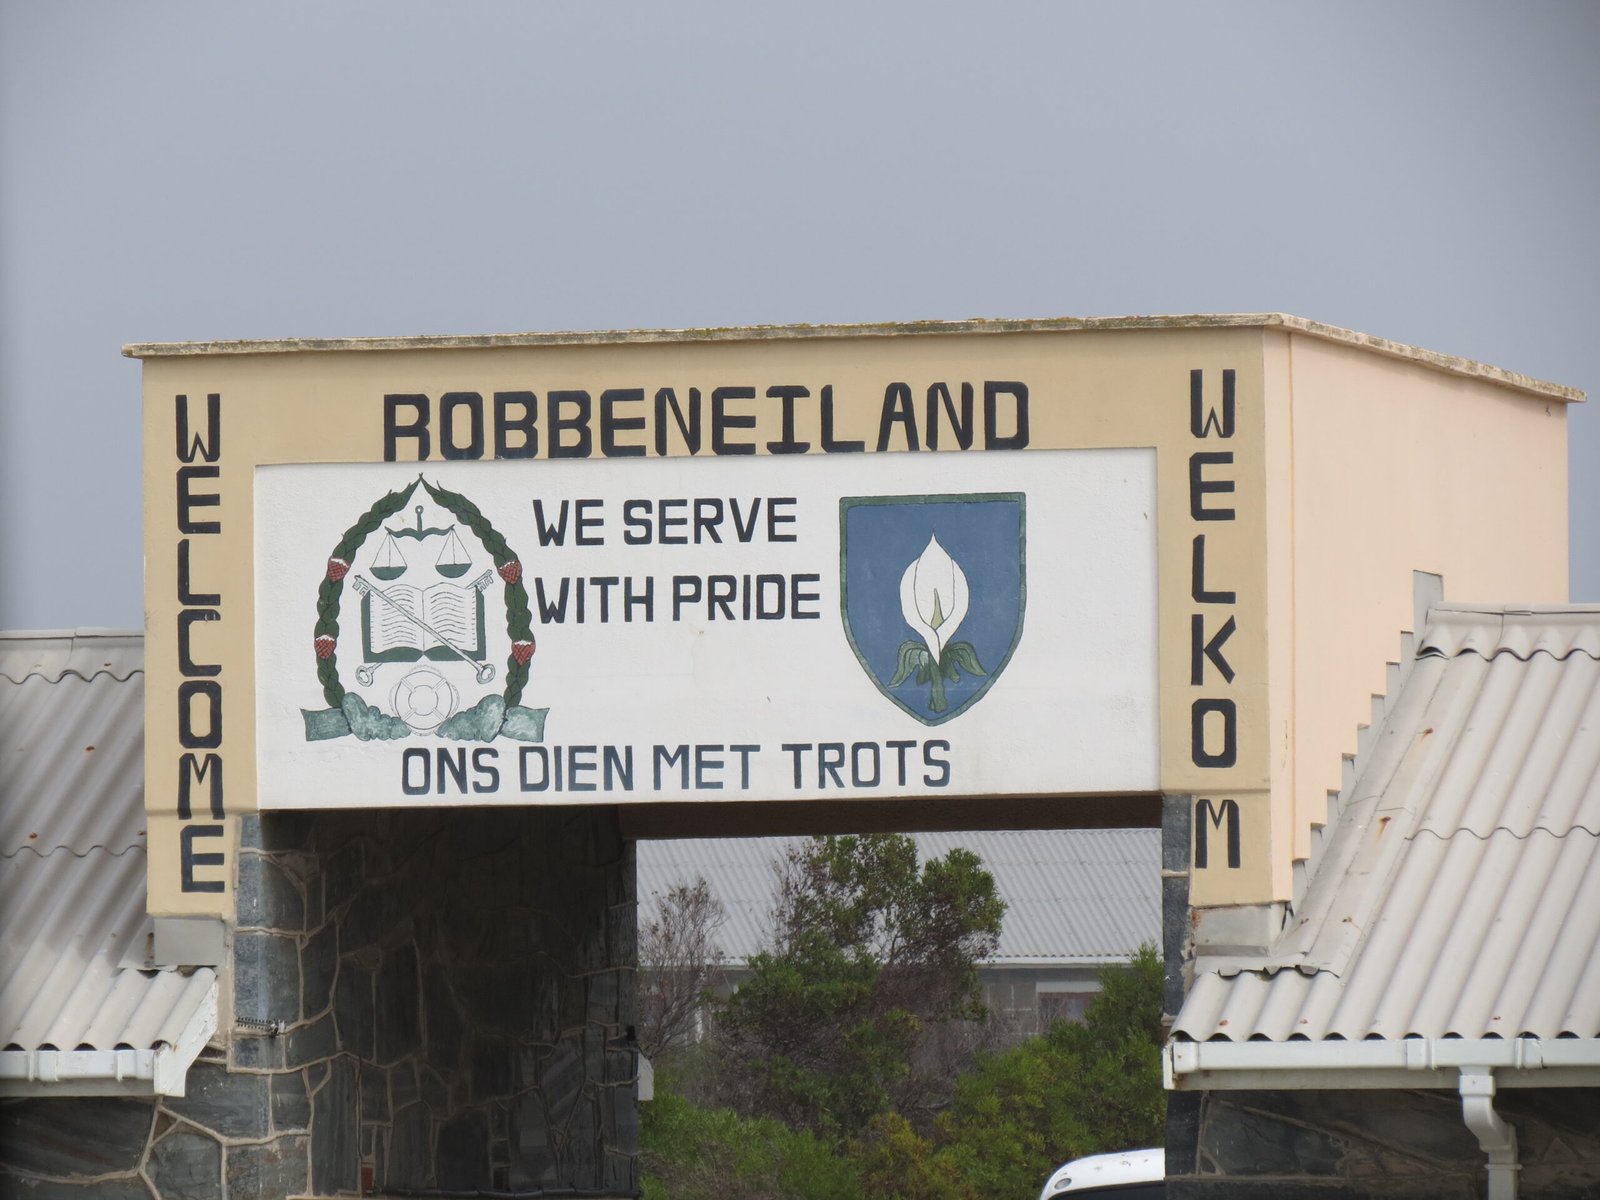 WELCOME
ROBBENEILAND
WELKOM
WE SERVE
WITH PRIDE
ONS DIEN MET TROTS